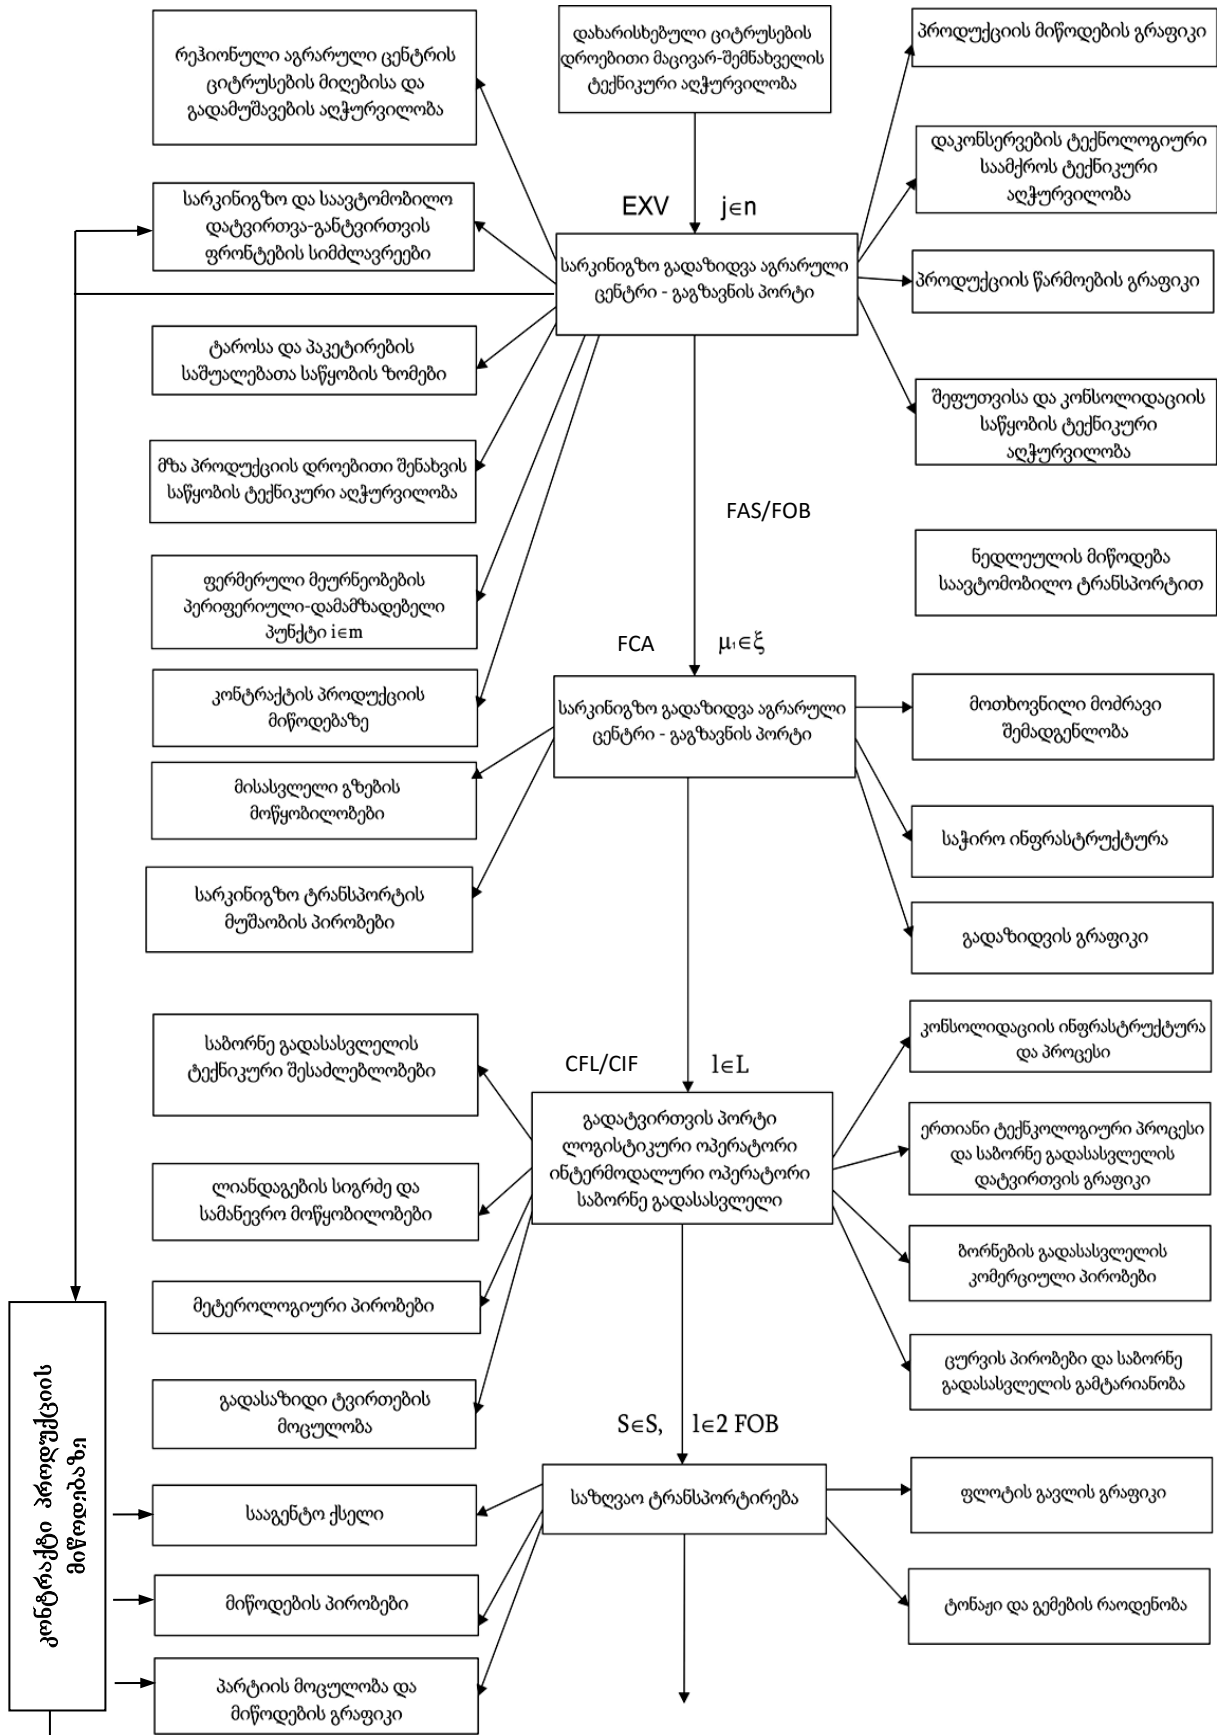 რეჰიონული აგრარული ცენტრის
ციტრუსების მიღებისა და
გადამუშავების აღჭურვილობა
დახარისხებული ციტრუსების
დროებითი მაცივარ-შემნახველის
ტექნიკური აღჭურვილობა
პროდუქციის მიწოდების გრაფიკი
დაკონსერვების ტექნოლოგიური
საამქროს ტექნიკური
აღჭურვილობა
სარკინიგზო და საავტომობილო
დატვირთვა-განტვირთვის
ფრონტების სიმძლავრეები
EXV j∈n
სარკინიგზო გადაზიდვა აგრარული
ცენტრი - გაგზავნის პორტი
პროდუქციის წარმოების გრაფიკი
ტაროსა და პაკეტირების
საშუალებათა საწყობის ზომები
შეფუთვისა და კონსოლიდაციის
საწყობის ტექნიკური
აღჭურვილობა
მზა პროდუქციის დროებითი შენახვის
საწყობის ტექნიკური აღჭურვილობა
FAS/FOB
ნედლეულის მიწოდება
საავტომობილო ტრანსპორტით
ფერმერული მეურნეობების
პერიფერიული-დამამზადებელი
პუნქტი i∈m
FCA μ₁∈ξ
კონტრაქტის პროდუქციის
მიწოდებაზე
სარკინიგზო გადაზიდვა აგრარული
ცენტრი - გაგზავნის პორტი
მოთხოვნილი მოძრავი
შემადგენლობა
მისასვლელი გზების
მოწყობილობები
საჭირო ინფრასტრუქტურა
სარკინიგზო ტრანსპორტის
მუშაობის პირობები
გადაზიდვის გრაფიკი
საბორნე გადასასვლელის
ტექნიკური შესაძლებლობები
CFL/CIF l∈L
კონსოლიდაციის ინფრასტრუქტურა
და პროცესი
გადატვირთვის პორტი
ლოგისტიკური ოპერატორი
ინტერმოდალური ოპერატორი
საბორნე გადასასვლელი
ერთიანი ტექნკოლოგიური პროცესი
და საბორნე გადასასვლელის
დატვირთვის გრაფიკი
ლიანდაგების სიგრძე და
სამანევრო მოწყობილობები
ბორნების გადასასვლელის
კომერციული პირობები
მეტეროლოგიური პირობები
ცურვის პირობები და საბორნე
გადასასვლელის გამტარიანობა
გადასაზიდი ტვირთების
მოცულობა
S∈S, l∈2 FOB
კონტრაქტი პროდუქციის
მიწოდებაზე
საზღვაო ტრანსპორტირება
ფლოტის გავლის გრაფიკი
სააგენტო ქსელი
მიწოდების პირობები
ტონაჟი და გემების რაოდენობა
პარტიის მოცულობა და
მიწოდების გრაფიკი